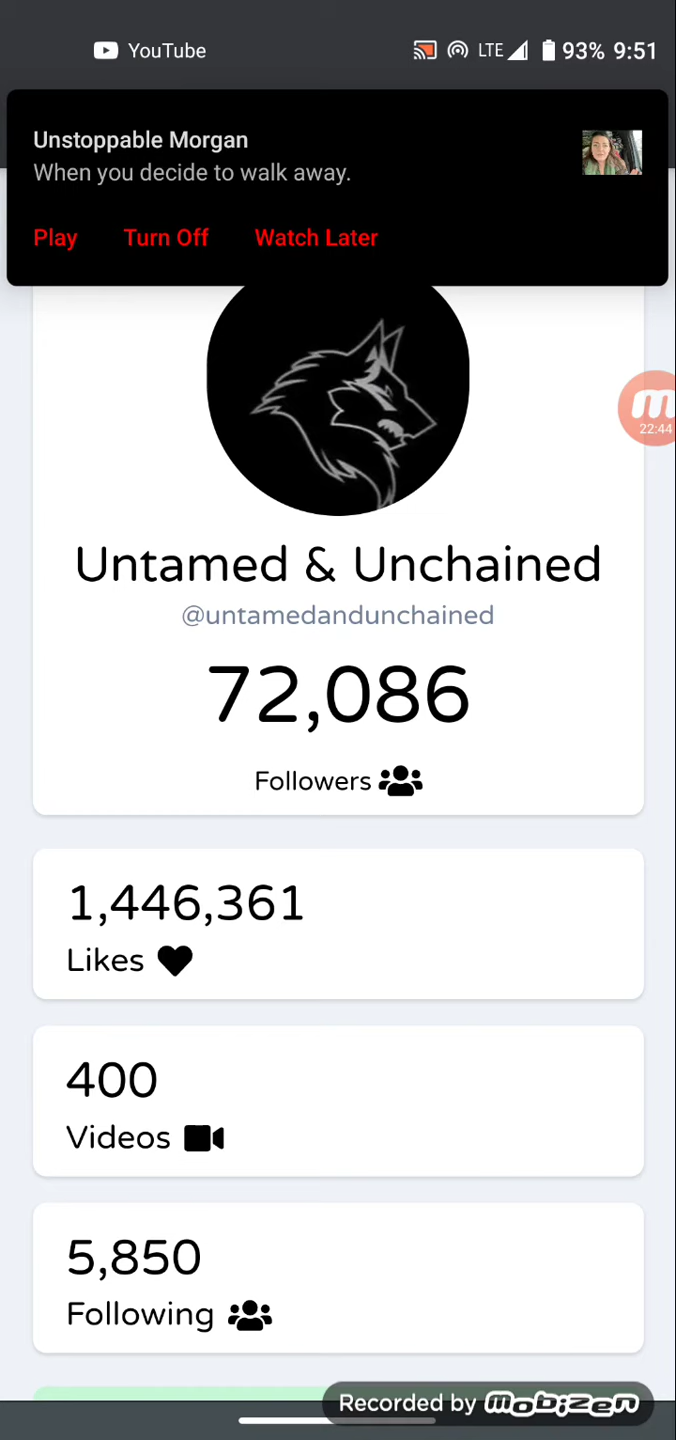 YouTube LTE 93% 9:51
Unstoppable Morgan
When you decide to walk away.
Play Turn Off Watch Later
22:44
Untamed & Unchained
@untamedandunchained
72,086
Followers
1,446,361
Likes
400
Videos
5,850
Following
Recorded by mobizen